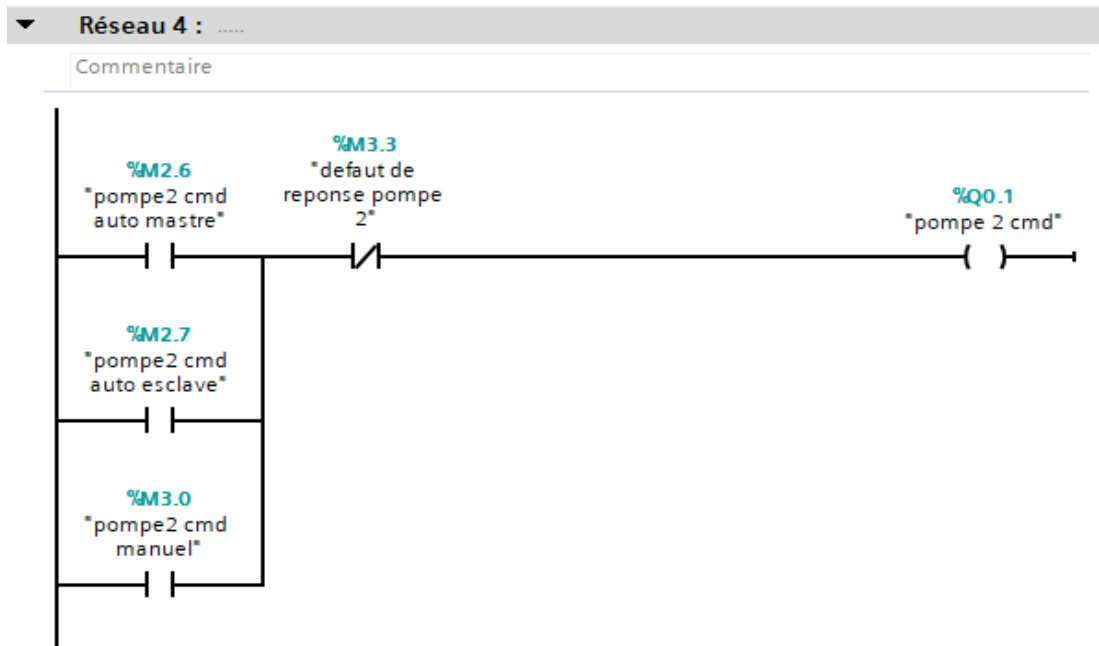 Réseau 4 : .....
Commentaire
%M2.6
"pompe2 cmd
auto mastre"
%M3.3
"defaut de
reponse pompe
2"
%Q0.1
"pompe 2 cmd"
%M2.7
"pompe2 cmd
auto esclave"
%M3.0
"pompe2 cmd
manuel"